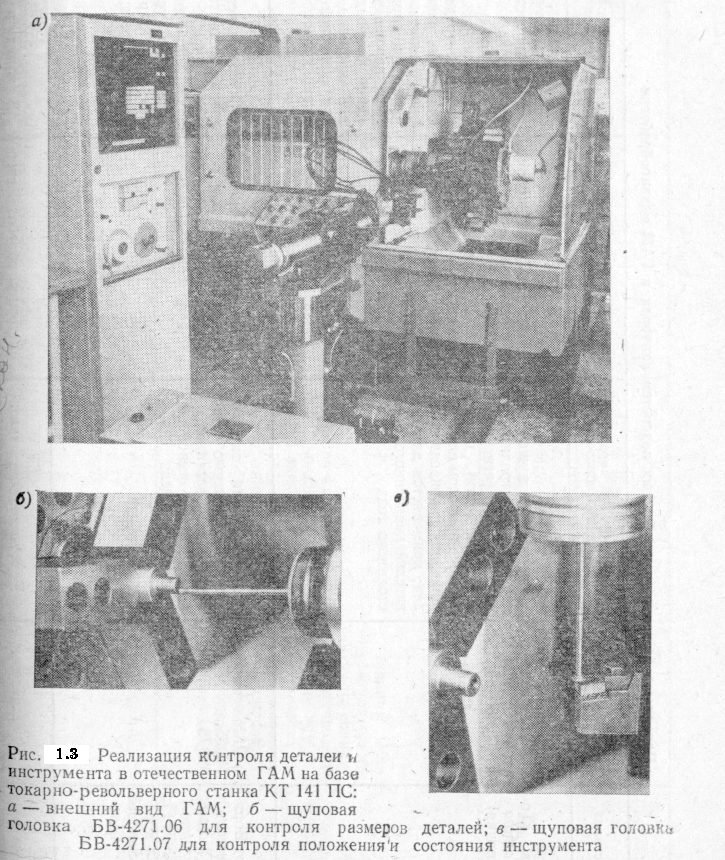 а)
б)
в)
Рис. 1.3 Реализация контроля детали и
инструмента в отечественном ГАМ на базе
токарно-револьверного станка КТ 141 ПС:
а — внешний вид ГАМ; б — щуповая
головка БВ-4271.06 для контроля размеров деталей; в — щуповая головка
БВ-4271.07 для контроля положения и состояния инструмента